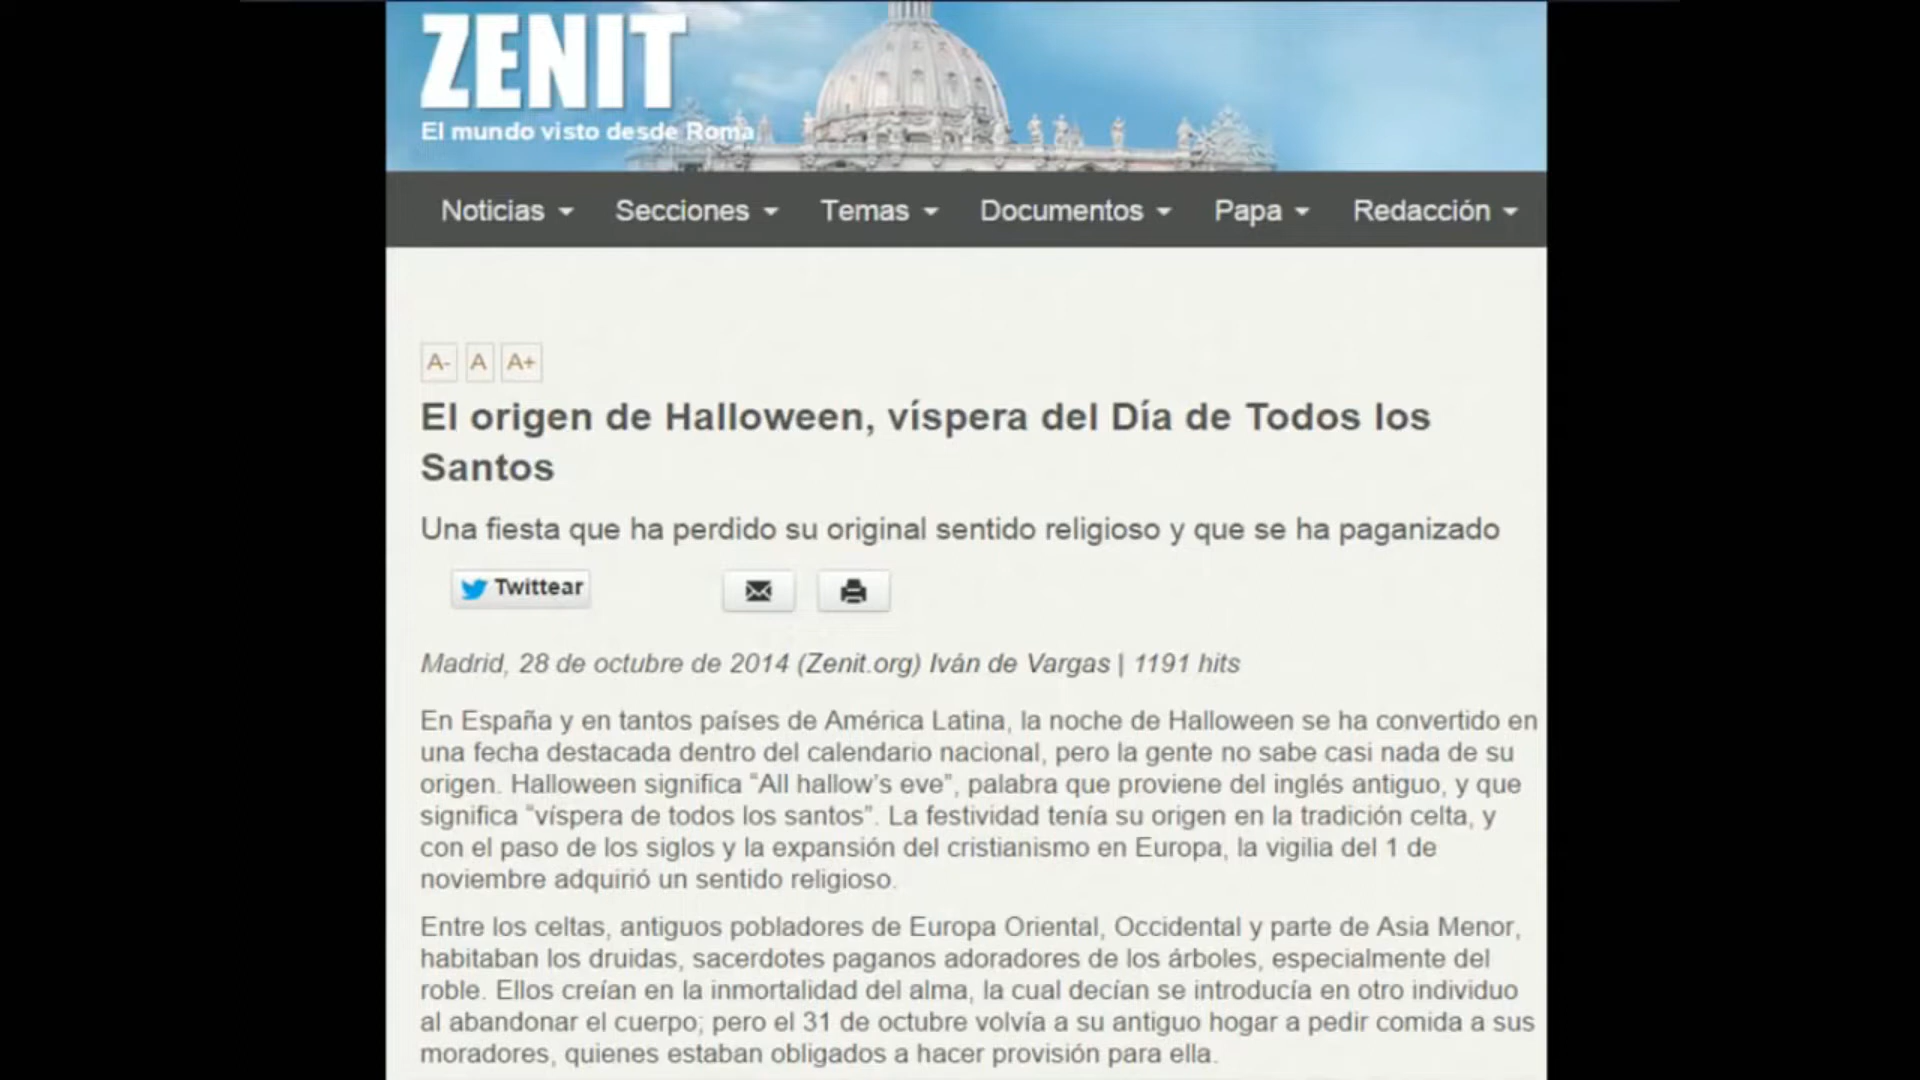 ZENIT
El mundo visto desde Roma
Noticias Secciones Temas Documentos Papa Redacción
A- A A+
El origen de Halloween, víspera del Día de Todos los
Santos
Una fiesta que ha perdido su original sentido religioso y que se ha paganizado
Twittear
Madrid, 28 de octubre de 2014 (Zenit.org) Iván de Vargas | 1191 hits
En España y en tantos países de América Latina, la noche de Halloween se ha convertido en
una fecha destacada dentro del calendario nacional, pero la gente no sabe casi nada de su
origen. Halloween significa “All hallow’s eve”, palabra que proviene del inglés antiguo, y que
significa “víspera de todos los santos”. La festividad tenía su origen en la tradición celta, y
con el paso de los siglos y la expansión del cristianismo en Europa, la vigilia del 1 de
noviembre adquirió un sentido religioso.
Entre los celtas, antiguos pobladores de Europa Oriental, Occidental y parte de Asia Menor,
habitaban los druidas, sacerdotes paganos adoradores de los árboles, especialmente del
roble. Ellos creían en la inmortalidad del alma, la cual decían se introducía en otro individuo
al abandonar el cuerpo; pero el 31 de octubre volvía a su antiguo hogar a pedir comida a sus
moradores, quienes estaban obligados a hacer provisión para ella.